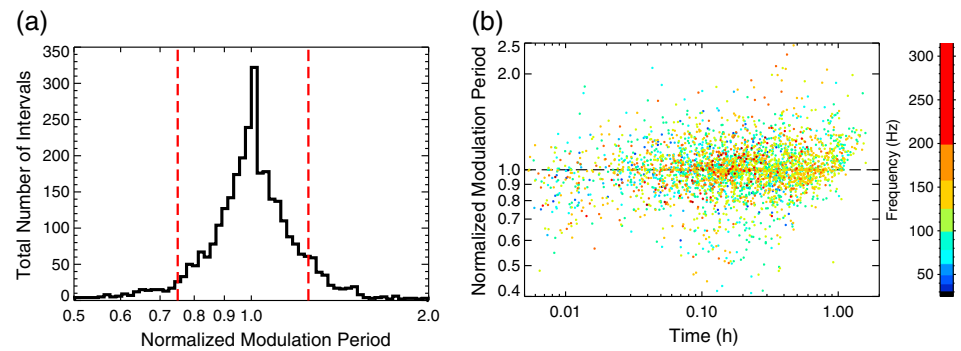 (a)
350
300
250
200
150
100
50
0
Total Number of Intervals
0.5 0.6 0.7 0.8 0.9 1.0 2.0
Normalized Modulation Period
(b)
2.5
2.0
1.0
0.9
0.8
0.7
0.6
0.5
0.4
Normalized Modulation Period
0.01 0.10 1.00
Time (h)
300
250
200
150
100
50
Frequency (Hz)